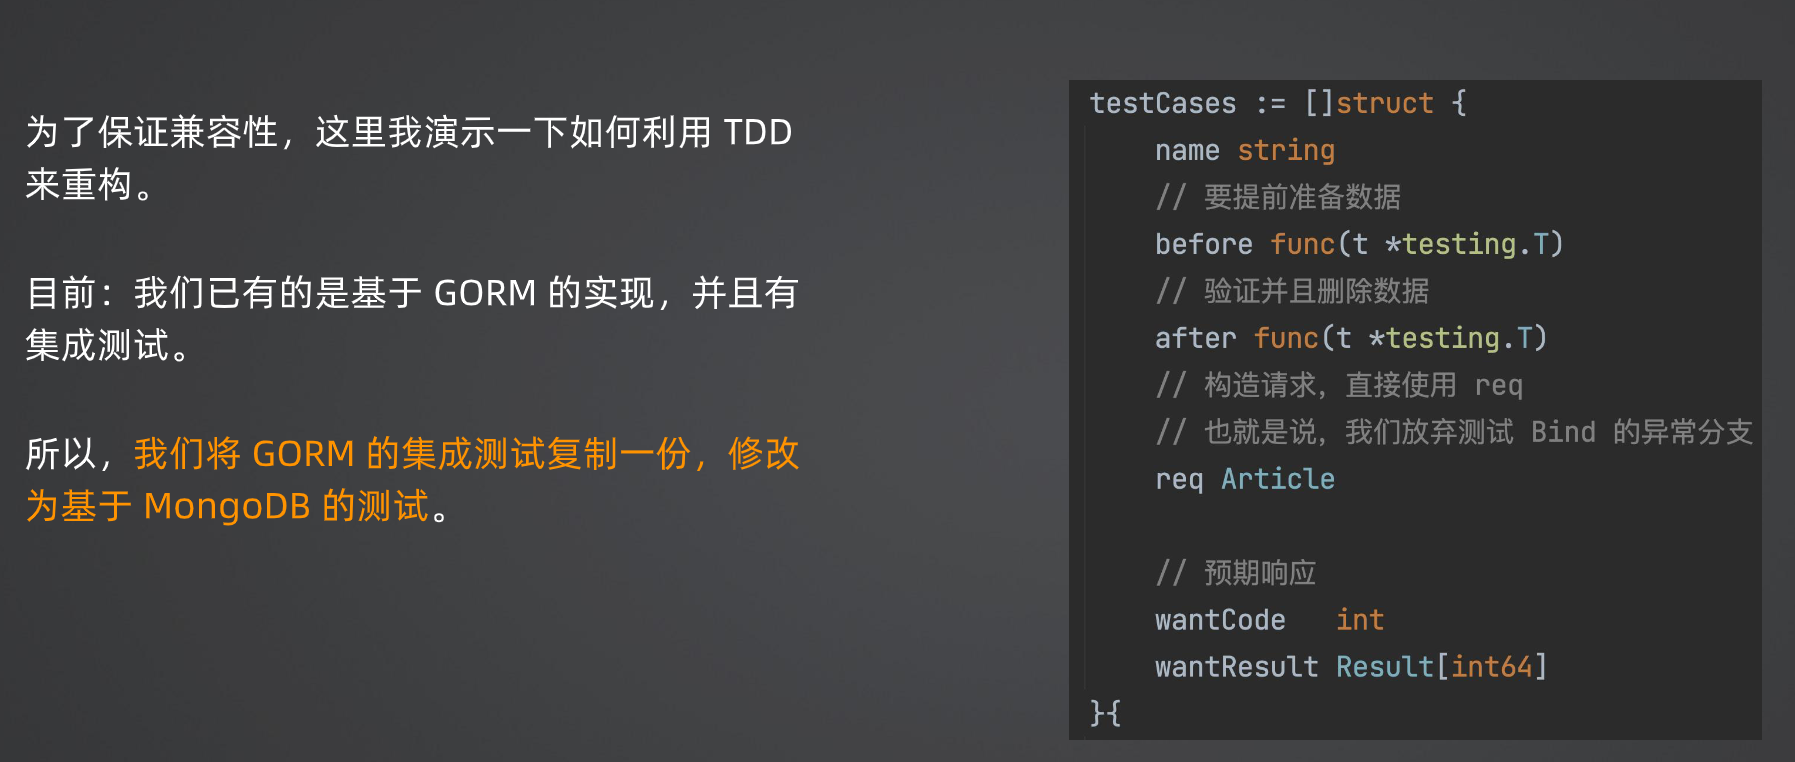 为了保证兼容性，这里我演示一下如何利用 TDD
来重构。
目前：我们已有的是基于 GORM 的实现，并且有
集成测试。
所以，我们将 GORM 的集成测试复制一份，修改
为基于 MongoDB 的测试。
testCases := []struct {
name string
// 要提前准备数据
before func(t *testing.T)
// 验证并且删除数据
after func(t *testing.T)
// 构造请求，直接使用 req
// 也就是说，我们放弃测试 Bind 的异常分支
req Article
// 预期响应
wantCode   int
wantResult Result[int64]
}{